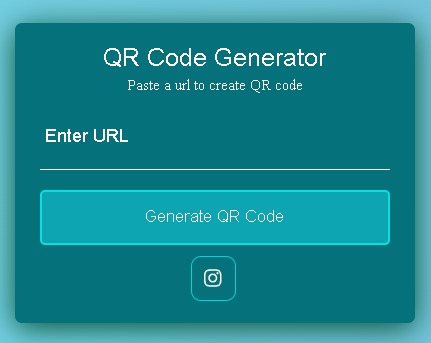 QR Code Generator
Paste a url to create QR code
Enter URL
Generate QR Code